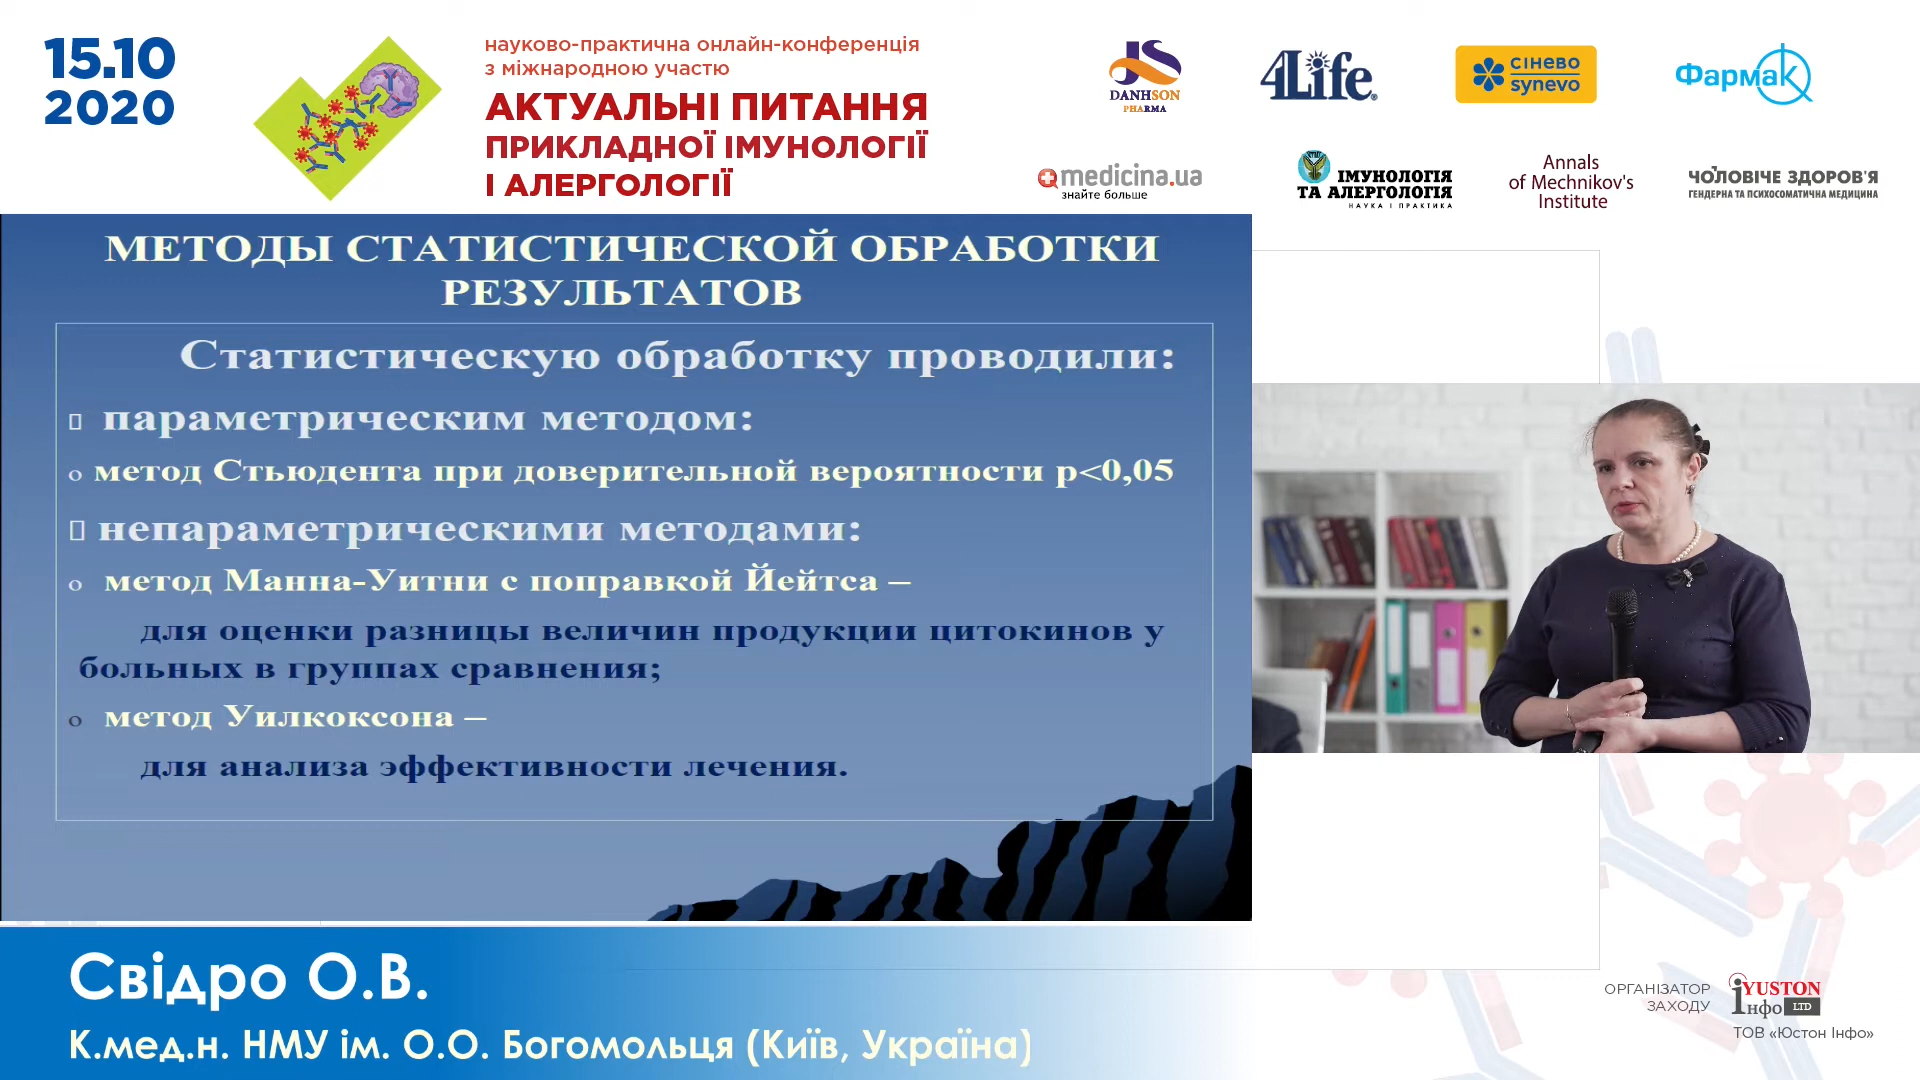 15.10
2020
науково-практична онлайн-конференція
з міжнародною участю
АКТУАЛЬНІ ПИТАННЯ
ПРИКЛАДНОЇ ІМУНОЛОГІЇ
І АЛЕРГОЛОГІЇ
DANHSON
PHARMA
4Life®
СІНЕВО
synevo
Фармак
medicina.ua
знайте больше
ІМУНОЛОГІЯ
ТА АЛЕРГОЛОГІЯ
НАУКА І ПРАКТИКА
Annals
of Mechnikov's
Institute
ЧОЛОВІЧЕ ЗДОРОВ'Я
ГЕНДЕРНА ТА ПСИХОСОМАТИЧНА МЕДИЦИНА
МЕТОДЫ СТАТИСТИЧЕСКОЙ ОБРАБОТКИ
РЕЗУЛЬТАТОВ
Статистическую обработку проводили:
параметрическим методом:
o метод Стьюдента при доверительной вероятности р<0,05
непараметрическими методами:
o метод Манна-Уитни с поправкой Йейтса –
для оценки разницы величин продукции цитокинов у
больных в группах сравнения;
o метод Уилкоксона –
для анализа эффективности лечения.
Свідро О.В.
К.мед.н. НМУ ім. О.О. Богомольця (Київ, Україна)
ОРГАНІЗАТОР
ЗАХОДУ
YUSTON
інфо LTD
ТОВ «Юстон Інфо»